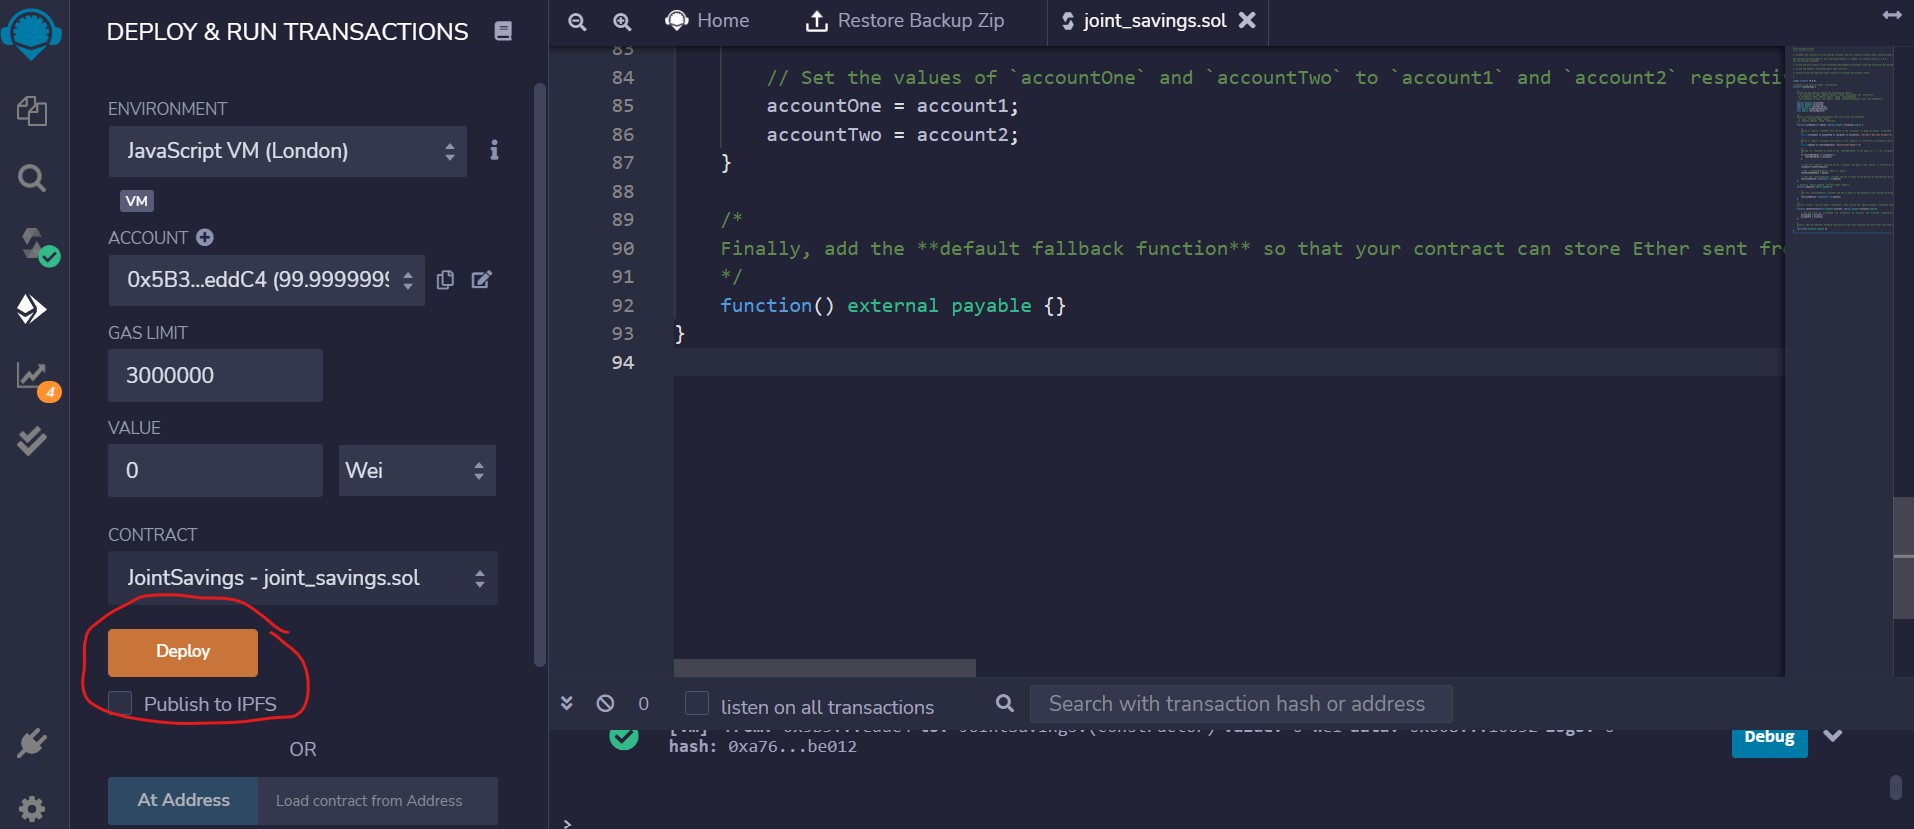 DEPLOY & RUN TRANSACTIONS
ENVIRONMENT
JavaScript VM (London)
VM
ACCOUNT
0x5B3...eddC4 (99.9999999
GAS LIMIT
3000000
VALUE
0
Wei
CONTRACT
JointSavings - joint_savings.sol
Deploy
Publish to IPFS
OR
At Address
Load contract from Address
4
Home
Restore Backup Zip
joint_savings.sol
83
84 // Set the values of `accountOne` and `accountTwo` to `account1` and `account2` respecti
85 accountOne = account1;
86 accountTwo = account2;
87 }
88
89 /*
90 Finally, add the **default fallback function** so that your contract can store Ether sent fr
91 */
92 function() external payable {}
93 }
94
0
listen on all transactions
Search with transaction hash or address
hash: 0xa76...be012
Debug
>